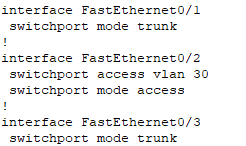 interface FastEthernet0/1
 switchport mode trunk
!
interface FastEthernet0/2
 switchport access vlan 30
 switchport mode access
!
interface FastEthernet0/3
 switchport mode trunk